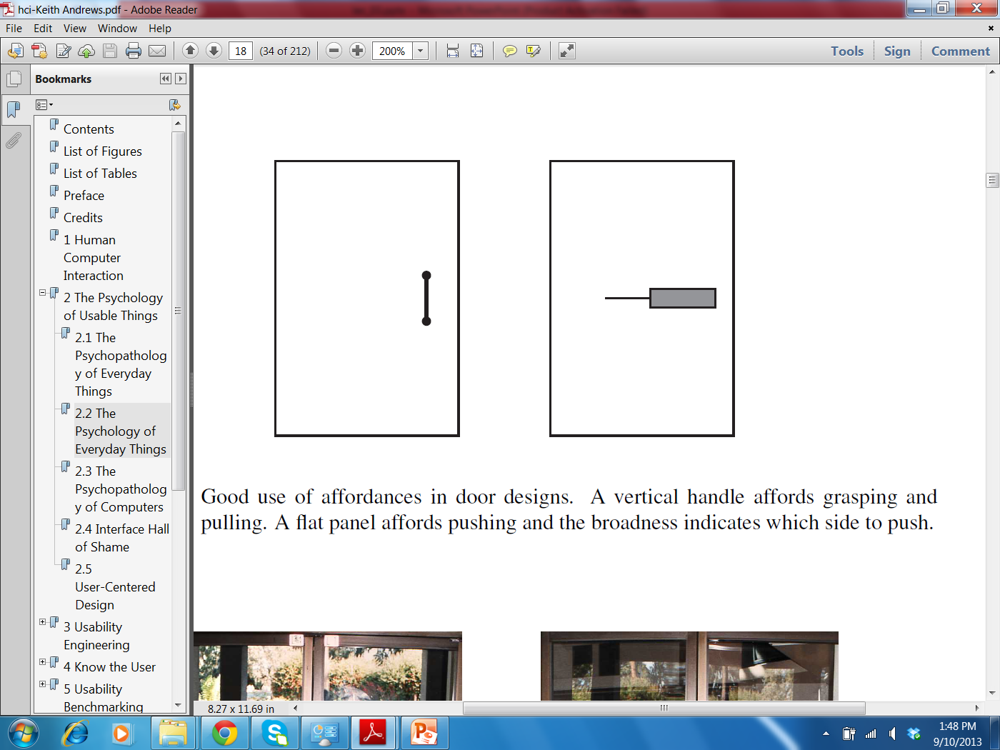 hci-Keith Andrews.pdf - Adobe Reader
File Edit View Window Help
18 (34 of 212) 200% Tools Sign Comment
Bookmarks
Contents
List of Figures
List of Tables
Preface
Credits
1 Human
Computer
Interaction
2 The Psychology
of Usable Things
2.1 The
Psychopatholog
y of Everyday
Things
2.2 The
Psychology of
Everyday Things
2.3 The
Psychopatholog
y of Computers
2.4 Interface Hall
of Shame
2.5
User-Centered
Design
3 Usability
Engineering
4 Know the User
5 Usability
Benchmarking
Good use of affordances in door designs. A vertical handle affords grasping and
pulling. A flat panel affords pushing and the broadness indicates which side to push.
8.27 x 11.69 in
1:48 PM
9/10/2013